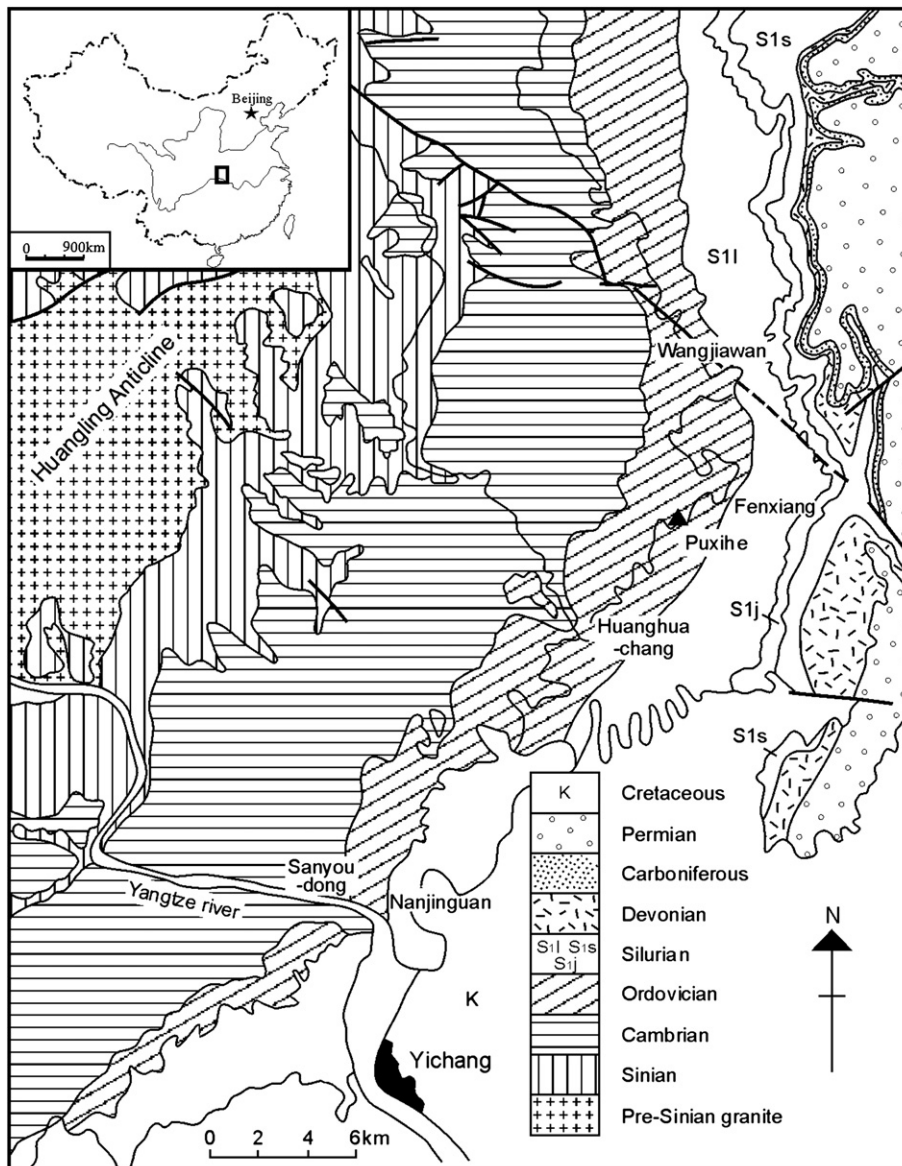 Beijing
0 900km
S1s
S1l
Huangling Anticline
Wangjiawan
Fenxiang
Puxihe
S1j
Huanghua
-chang
S1s
Sanyou
-dong
Yangtze river
Nanjinguan
K
Yichang
0 2 4 6km
K Cretaceous
Permian
Carboniferous
Devonian
S1l S1s
S1j
Silurian
Ordovician
Cambrian
Sinian
Pre-Sinian granite
N